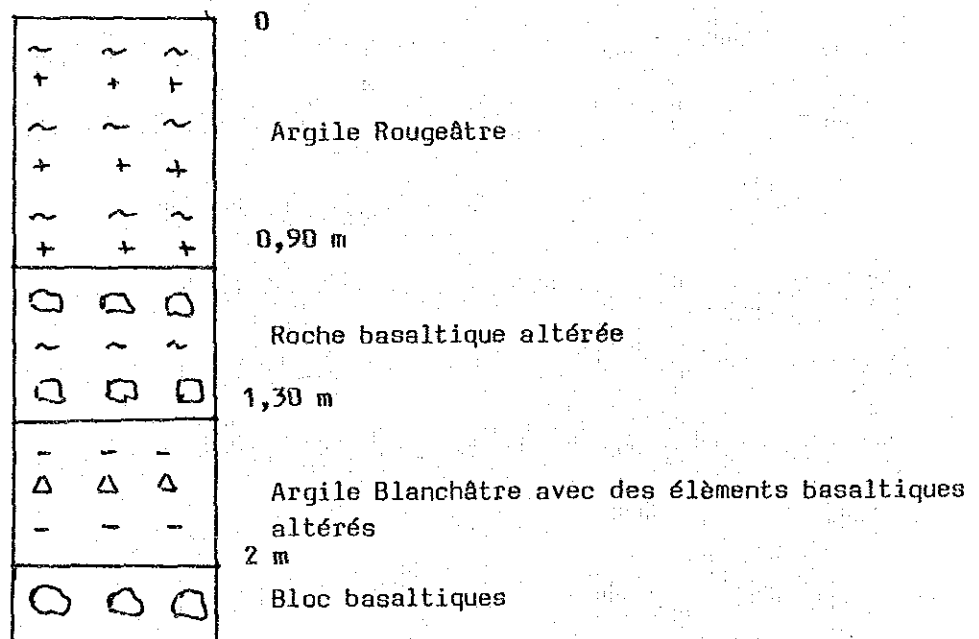 0
Argile Rougeâtre
0,90 m
Roche basaltique altérée
1,30 m
Argile Blanchâtre avec des élèments basaltiques
altérés
2 m
Bloc basaltiques